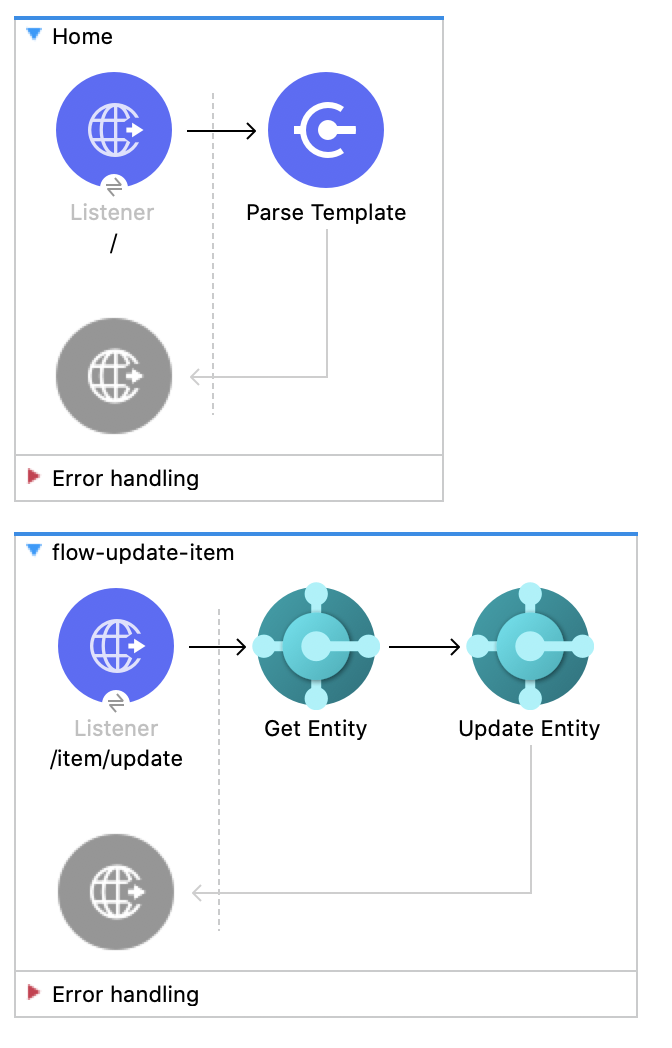 Home
Listener
/
Parse Template
Error handling
flow-update-item
Listener
/item/update
Get Entity
Update Entity
Error handling